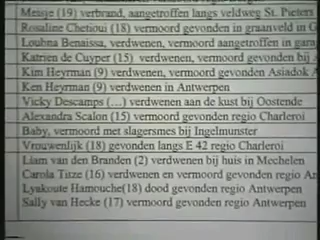 Meisje (19) verbrand, aangetroffen langs veldweg St. Pieters
Rosaline Chetioui (18) vermoord gevonden in graanveld in G
Loubna Benaissa, verdwenen, vermoord aangetroffen in gara
Katrien de Cuyper (15) verdwenen, vermoord gevonden bij
Kim Heyrman (9) verdwenen, vermoord gevonden Asiadok A
Ken Heyrman (9) verdwenen in Antwerpen
Vicky Descamps (...) verdwenen aan de kust bij Oostende
Alexandra Scalon (15) vermoord gevonden regio Charleroi
Baby, vermoord met slagersmes bij Ingelmunster
Vrouwenlijk (18) gevonden langs E 42 regio Charleroi
Liam van den Branden (2) verdwenen bij huis in Mechelen
Carola Titze (16) verdwenen en vermoord gevonden regio An
Lyakoute Hamouche(18) dood gevonden regio Antwerpen
Sally van Hecke (17) vermoord gevonden regio Antwerpen